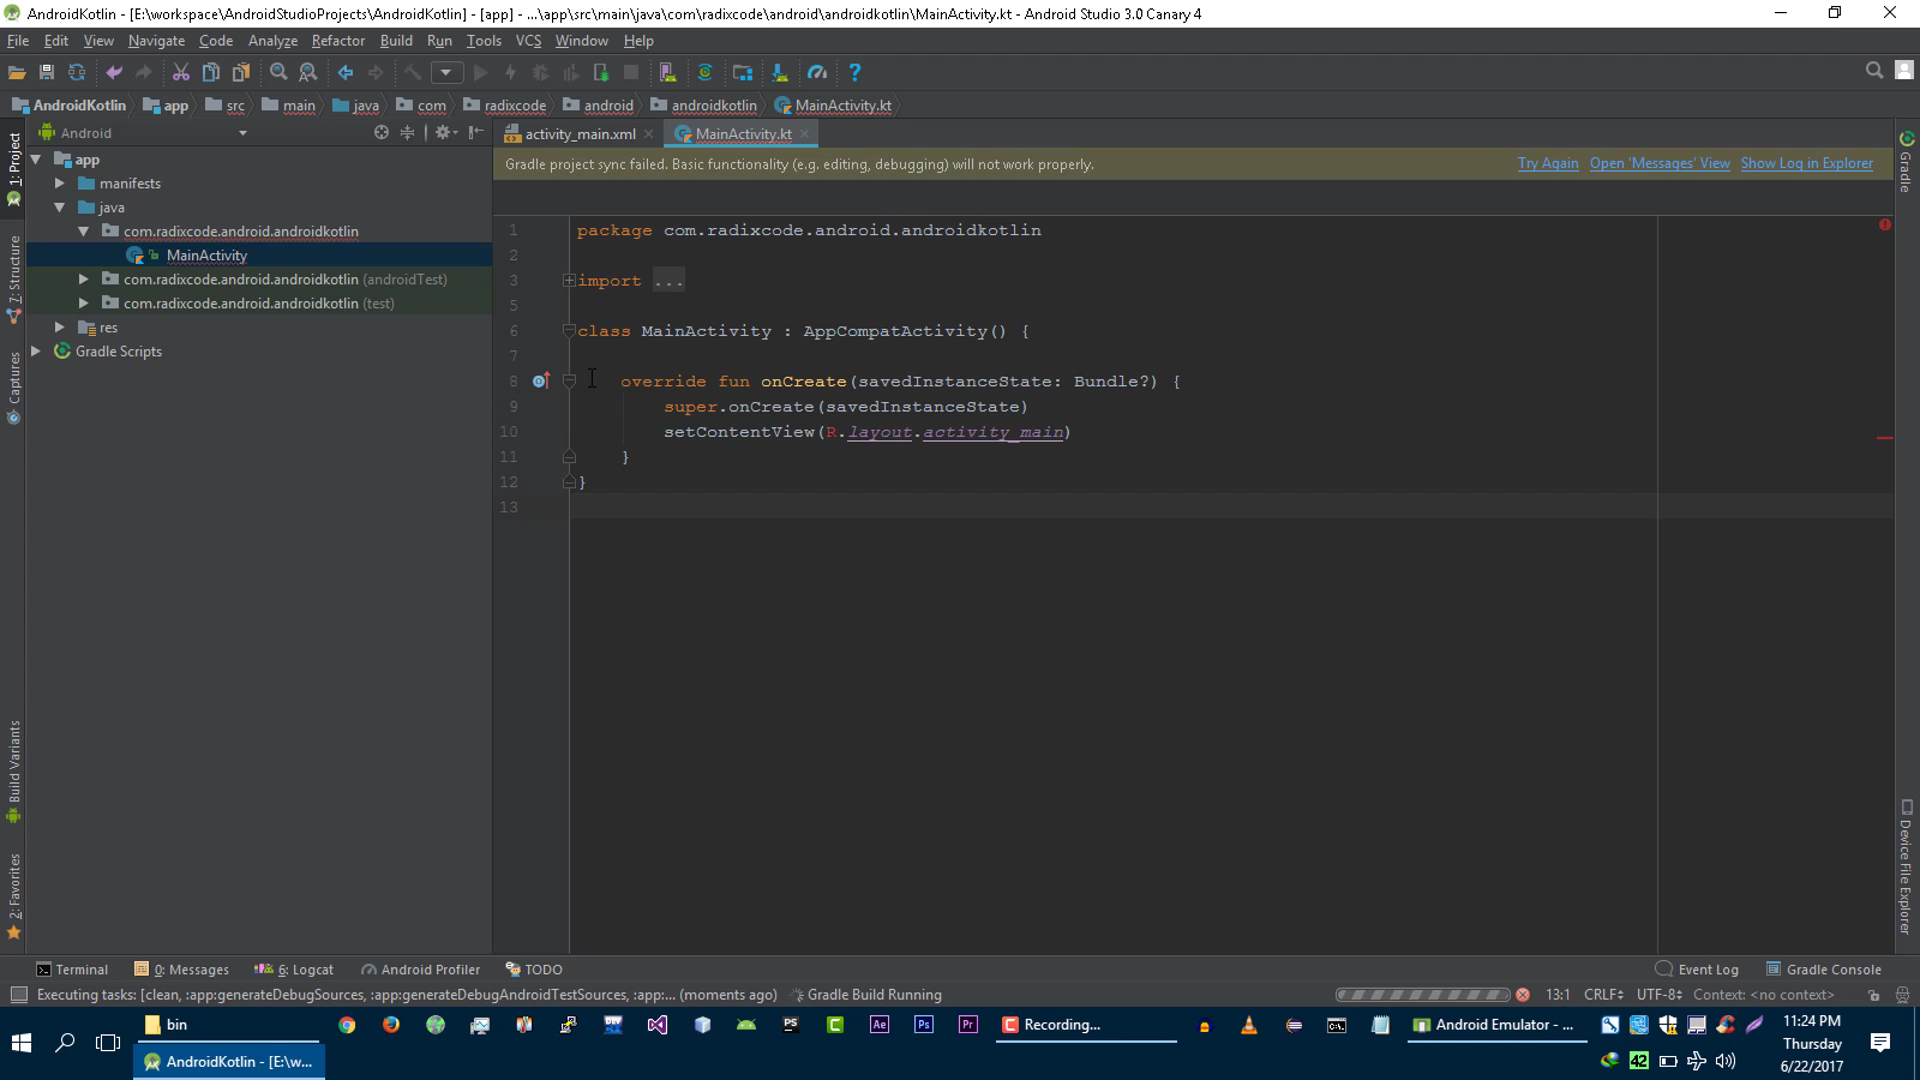 AndroidKotlin - [E:\workspace\AndroidStudioProjects\AndroidKotlin] - [app] - ...\app\src\main\java\com\radixcode\android\androidkotlin\MainActivity.kt - Android Studio 3.0 Canary 4
File Edit View Navigate Code Analyze Refactor Build Run Tools VCS Window Help
AndroidKotlin app src main java com radixcode android androidkotlin MainActivity.kt
Android
activity_main.xml MainActivity.kt
1: Project
7: Structure
Captures
Build Variants
2: Favorites
app
manifests
java
com.radixcode.android.androidkotlin
MainActivity
com.radixcode.android.androidkotlin (androidTest)
com.radixcode.android.androidkotlin (test)
res
Gradle Scripts
Gradle project sync failed. Basic functionality (e.g. editing, debugging) will not work properly. Try Again Open 'Messages' View Show Log in Explorer
1 package com.radixcode.android.androidkotlin
2
3 import ...
5
6 class MainActivity : AppCompatActivity() {
7
8 override fun onCreate(savedInstanceState: Bundle?) {
9 super.onCreate(savedInstanceState)
10 setContentView(R.layout.activity_main)
11 }
12 }
13
Gradle
Device File Explorer
Terminal 0: Messages 6: Logcat Android Profiler TODO Event Log Gradle Console
Executing tasks: [clean, :app:generateDebugSources, :app:generateDebugAndroidTestSources, :app:... (moments ago) Gradle Build Running 13:1 CRLF UTF-8 Context: <no context>
bin
PS
C
Ae
Ps
Pr
Recording...
Android Emulator - ...
AndroidKotlin - [E:\w...
42
11:24 PM
Thursday
6/22/2017